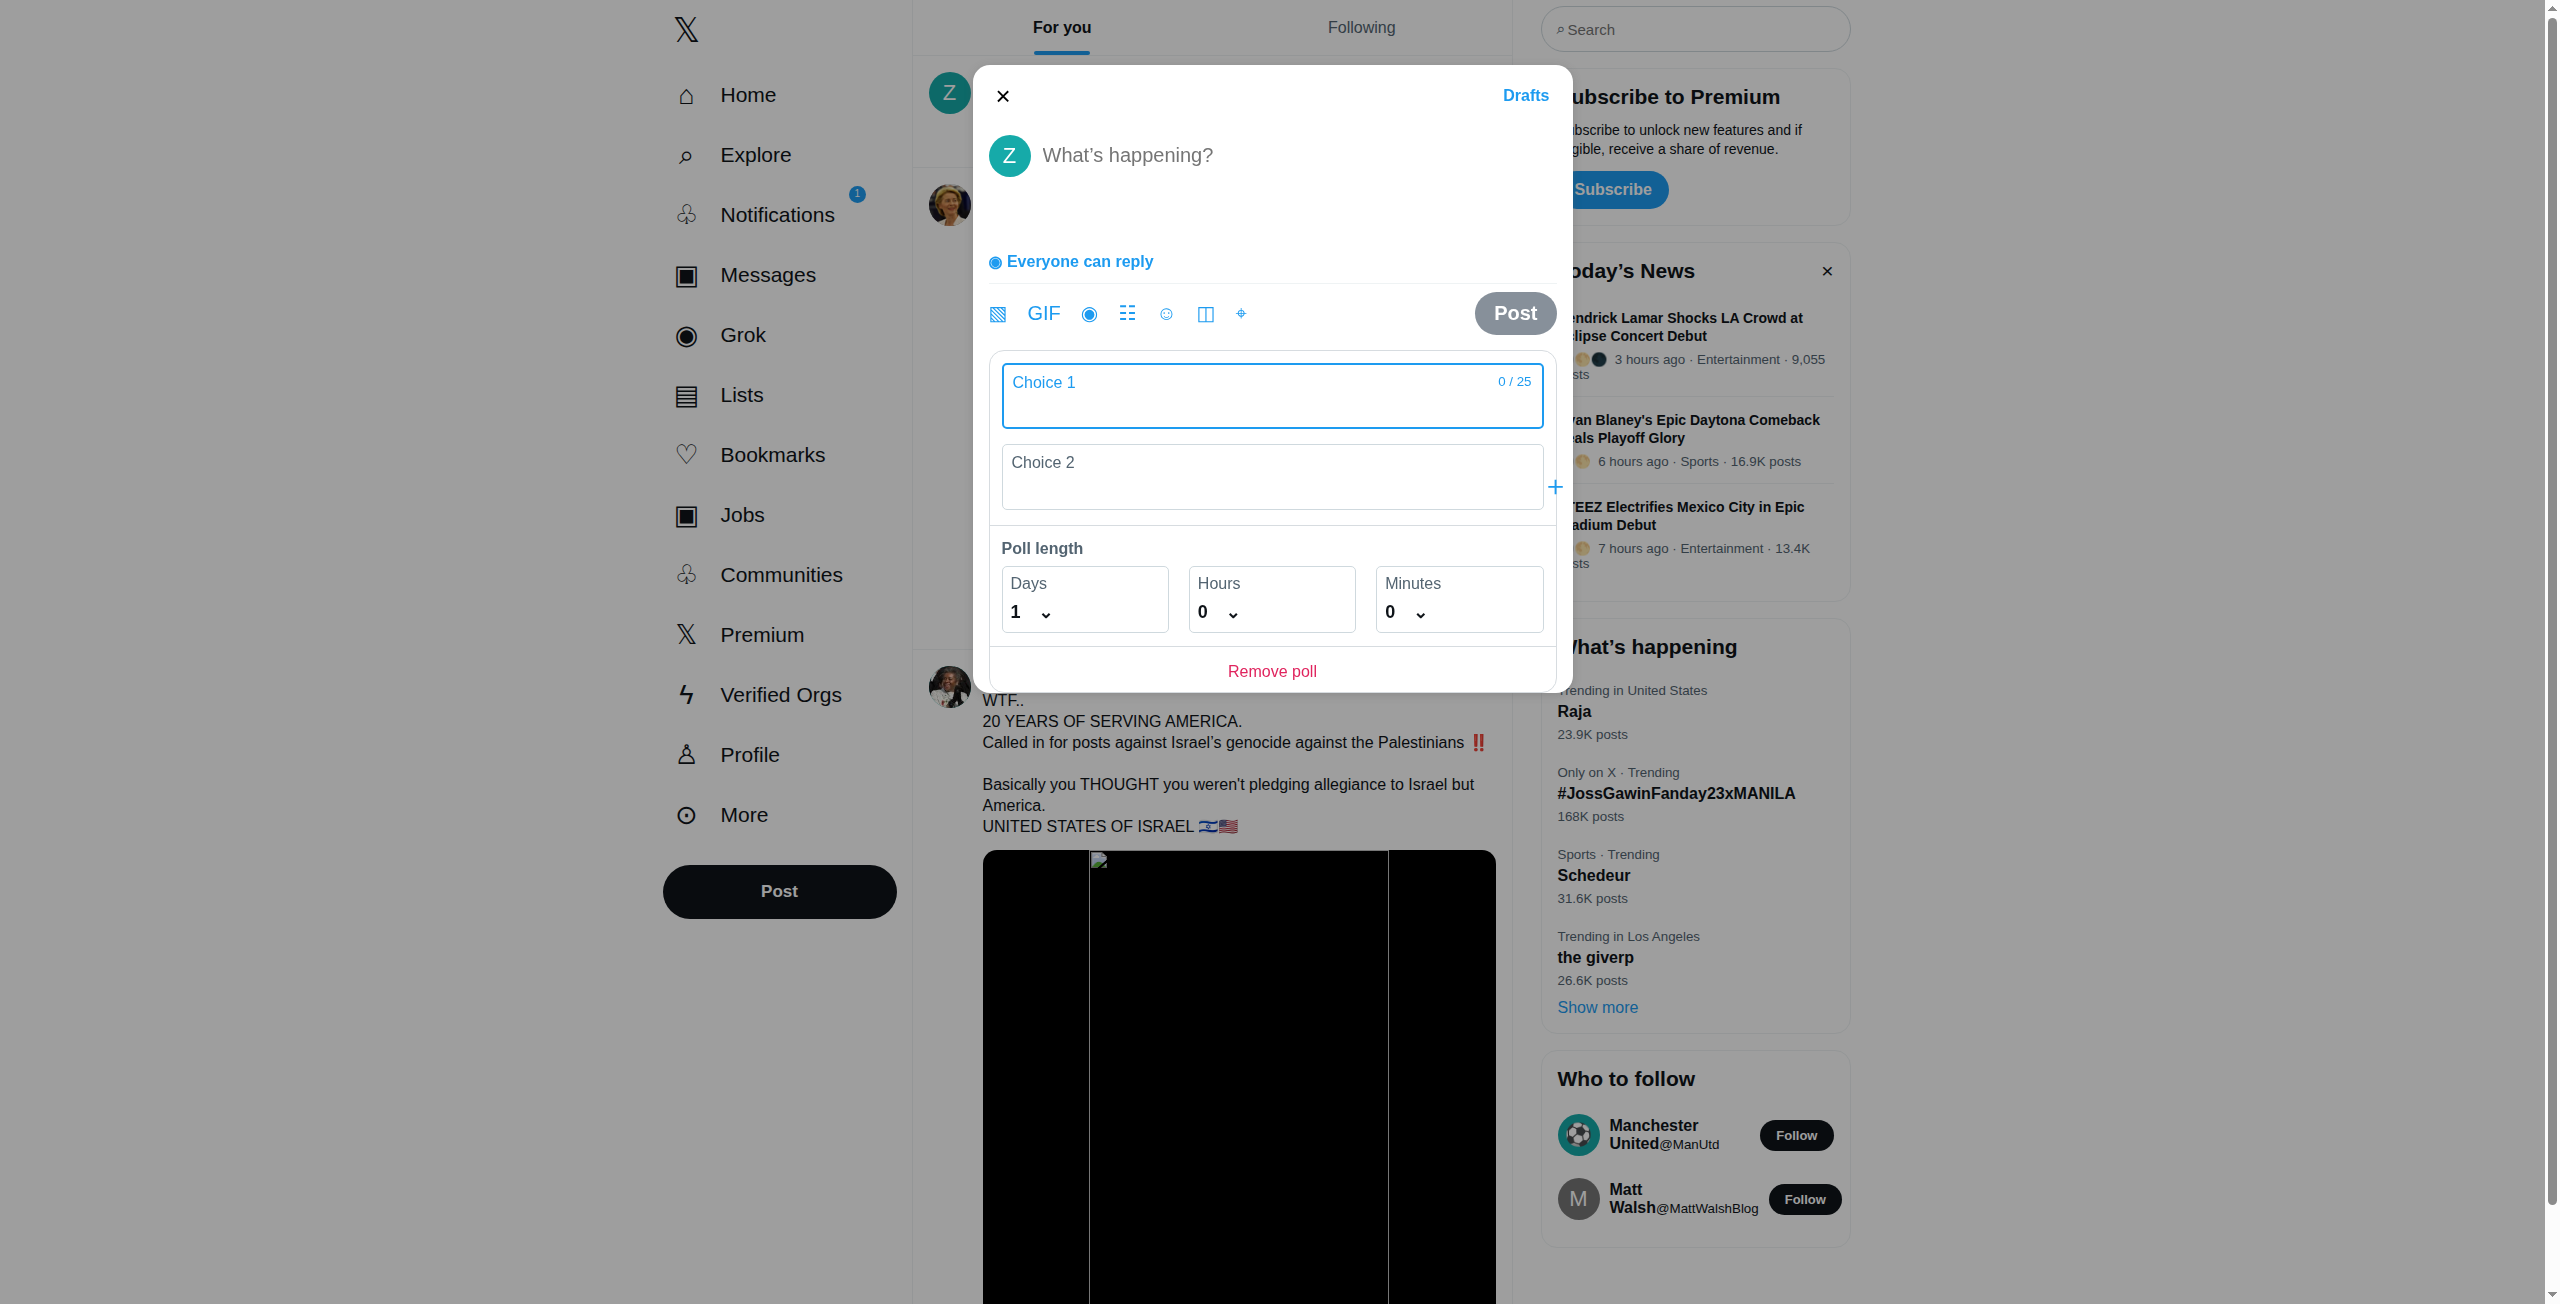 Home
Explore
Notifications
1
Messages
Grok
Lists
Bookmarks
Jobs
Communities
Premium
Verified Orgs
Profile
More
Post
For you
Following
Z
Drafts
Z
What's happening?
Everyone can reply
GIF
Post
Choice 1
0 / 25
Choice 2
+
Poll length
Days
Hours
Minutes
1
0
0
Remove poll
WTF..
20 YEARS OF SERVING AMERICA.
Called in for posts against Israel's genocide against the Palestinians ‼️
Basically you THOUGHT you weren't pledging allegiance to Israel but
America.
UNITED STATES OF ISRAEL 🇮🇱🇺🇸
Search
ubscribe to Premium
bscribe to unlock new features and if
gible, receive a share of revenue.
Subscribe
oday's News
endrick Lamar Shocks LA Crowd at
clipse Concert Debut
3 hours ago · Entertainment · 9,055
sts
yan Blaney's Epic Daytona Comeback
eals Playoff Glory
6 hours ago · Sports · 16.9K posts
TEEZ Electrifies Mexico City in Epic
adium Debut
7 hours ago · Entertainment · 13.4K
sts
hat's happening
Trending in United States
Raja
23.9K posts
Only on X · Trending
#JossGawinFanday23xMANILA
168K posts
Sports · Trending
Schedeur
31.6K posts
Trending in Los Angeles
the giverp
26.6K posts
Show more
Who to follow
Manchester
United@ManUtd
Follow
M
Matt
Walsh@MattWalshBlog
Follow